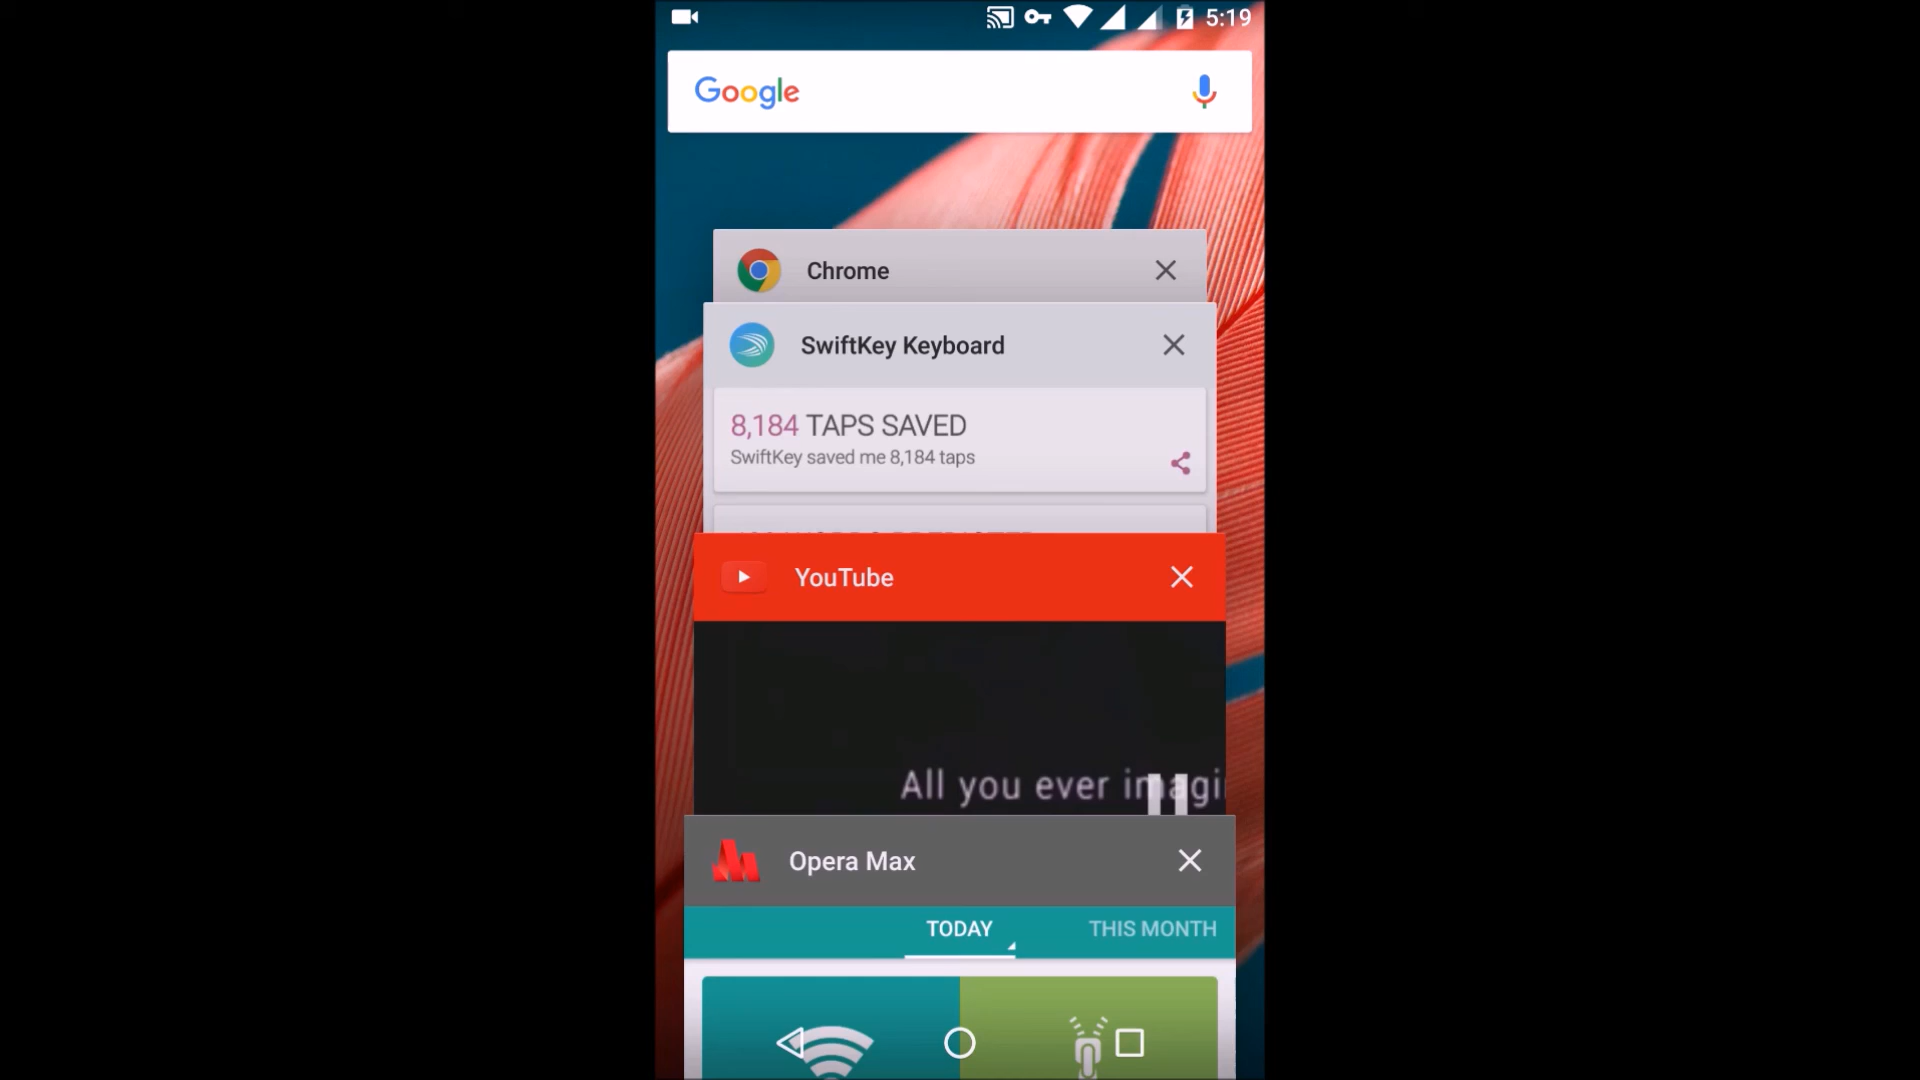 5:19
Google
Chrome
SwiftKey Keyboard
8,184 TAPS SAVED
SwiftKey saved me 8,184 taps
YouTube
All you ever imagi
Opera Max
TODAY
THIS MONTH